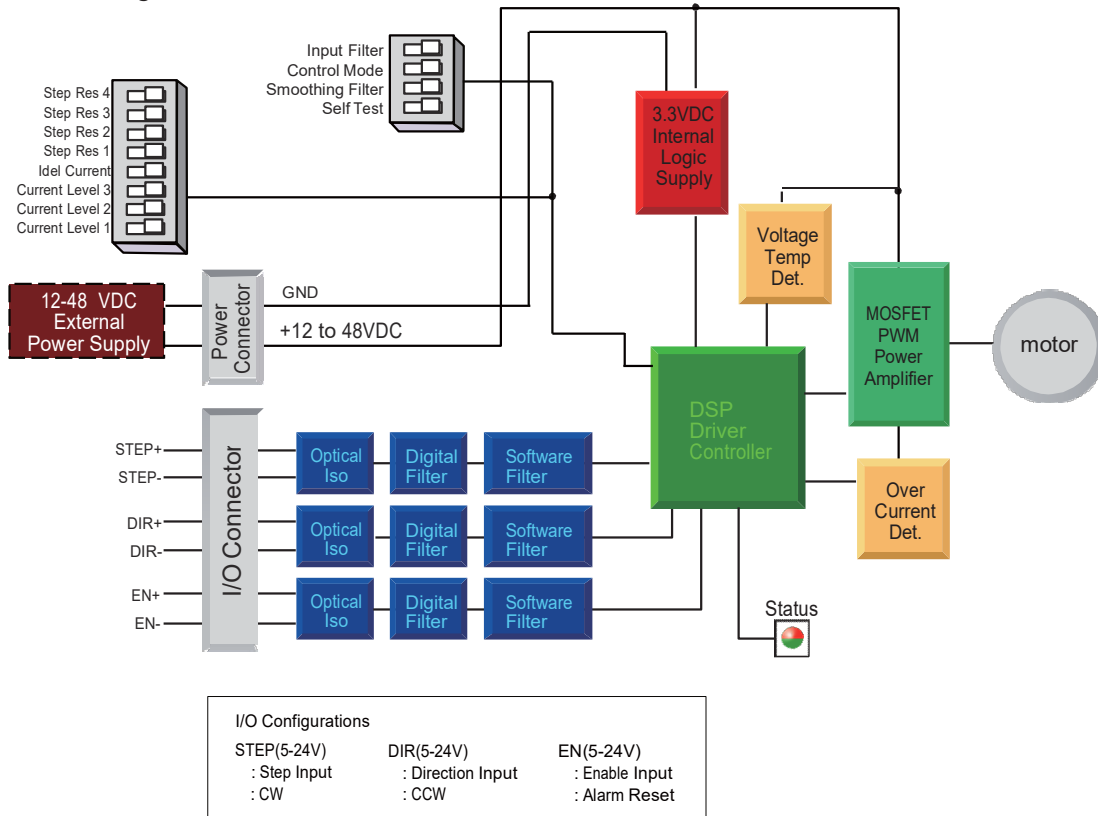 Input Filter
Control Mode
Smoothing Filter
Self Test
Step Res 4
Step Res 3
Step Res 2
Step Res 1
Idel Current
Current Level 3
Current Level 2
Current Level 1
3.3VDC
Internal
Logic
Supply
Voltage
Temp
Det.
12-48 VDC
External
Power Supply
Power
Connector
GND
+12 to 48VDC
MOSFET
PWM
Power
Amplifier
motor
DSP
Driver
Controller
Over
Current
Det.
STEP+
STEP-
DIR+
DIR-
EN+
EN-
I/O Connector
Optical
Iso
Digital
Filter
Software
Filter
Optical
Iso
Digital
Filter
Software
Filter
Optical
Iso
Digital
Filter
Software
Filter
Status
I/O Configurations
STEP(5-24V)
: Step Input
: CW
DIR(5-24V)
: Direction Input
: CCW
EN(5-24V)
: Enable Input
: Alarm Reset